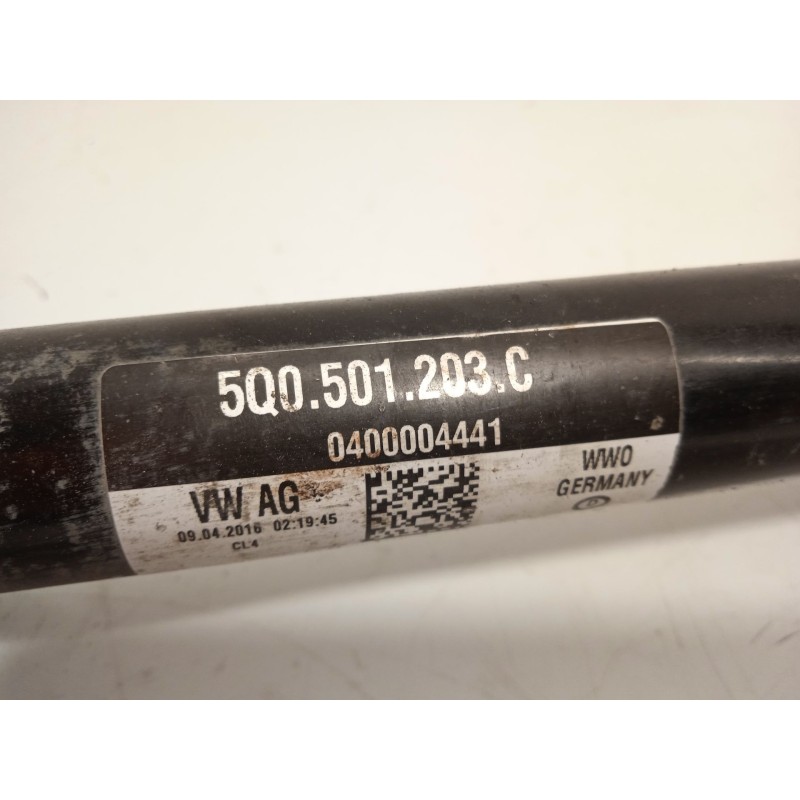 5Q0.501.203.C
0400004441
VW AG
09.04.2016 02:19:45
CL4
WWO
GERMANY